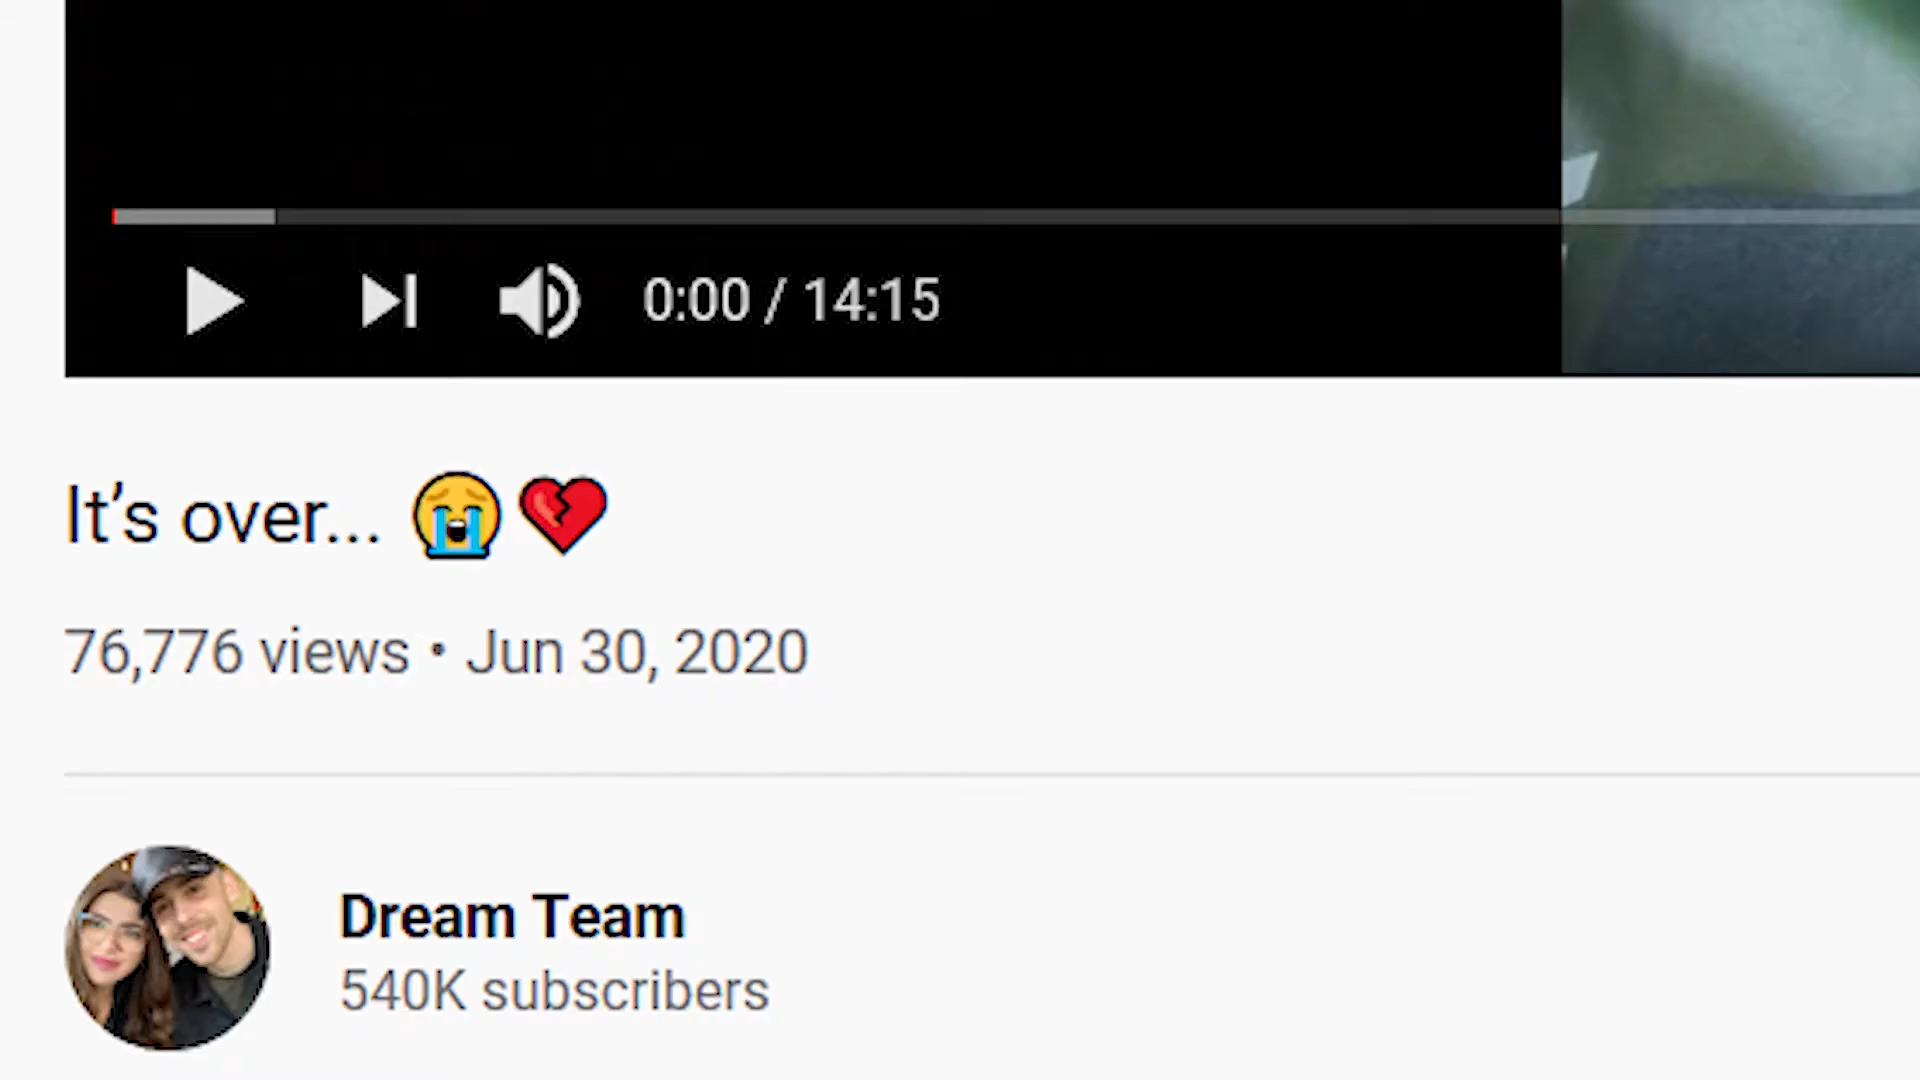 0:00 / 14:15
It's over... 😭💔
76,776 views • Jun 30, 2020
Dream Team
540K subscribers